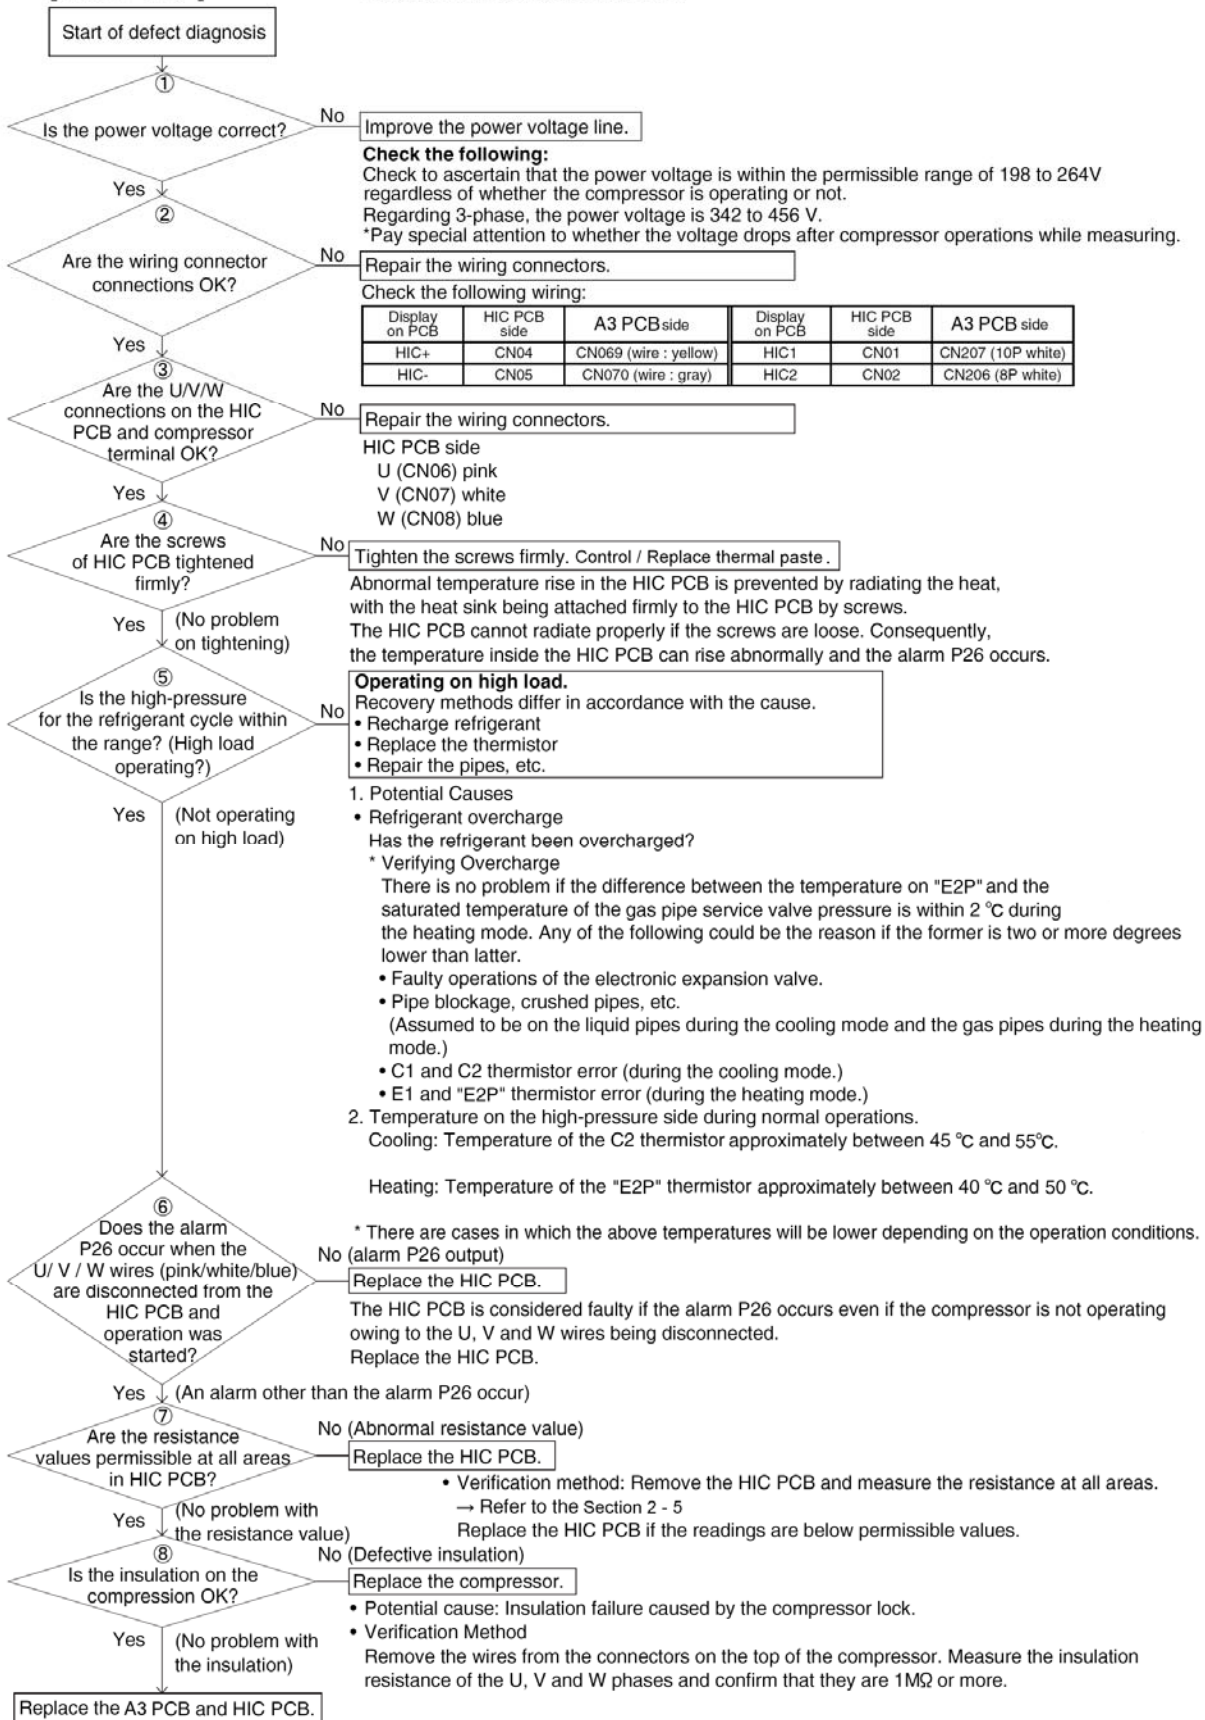 Start of defect diagnosis
①
Is the power voltage correct?
No
Improve the power voltage line.
Check the following:
Check to ascertain that the power voltage is within the permissible range of 198 to 264V
regardless of whether the compressor is operating or not.
Regarding 3-phase, the power voltage is 342 to 456 V.
*Pay special attention to whether the voltage drops after compressor operations while measuring.
Yes
②
Are the wiring connector
connections OK?
No
Repair the wiring connectors.
Check the following wiring:
Display on PCB HIC PCB side A3 PCB side Display on PCB HIC PCB side A3 PCB side
HIC+ CN04 CN069 (wire : yellow) HIC1 CN01 CN207 (10P white)
HIC- CN05 CN070 (wire : gray) HIC2 CN02 CN206 (8P white)
Yes
③
Are the U/V/W
connections on the HIC
PCB and compressor
terminal OK?
No
Repair the wiring connectors.
HIC PCB side
U (CN06) pink
V (CN07) white
W (CN08) blue
Yes
④
Are the screws
of HIC PCB tightened
firmly?
No
Tighten the screws firmly. Control / Replace thermal paste .
Abnormal temperature rise in the HIC PCB is prevented by radiating the heat,
with the heat sink being attached firmly to the HIC PCB by screws.
The HIC PCB cannot radiate properly if the screws are loose. Consequently,
the temperature inside the HIC PCB can rise abnormally and the alarm P26 occurs.
Yes
(No problem
on tightening)
⑤
Is the high-pressure
for the refrigerant cycle within
the range? (High load
operating?)
No
Operating on high load.
Recovery methods differ in accordance with the cause.
• Recharge refrigerant
• Replace the thermistor
• Repair the pipes, etc.
Yes
(Not operating
on high load)
1. Potential Causes
• Refrigerant overcharge
Has the refrigerant been overcharged?
* Verifying Overcharge
There is no problem if the difference between the temperature on "E2P" and the
saturated temperature of the gas pipe service valve pressure is within 2 °C during
the heating mode. Any of the following could be the reason if the former is two or more degrees
lower than latter.
• Faulty operations of the electronic expansion valve.
• Pipe blockage, crushed pipes, etc.
(Assumed to be on the liquid pipes during the cooling mode and the gas pipes during the heating
mode.)
• C1 and C2 thermistor error (during the cooling mode.)
• E1 and "E2P" thermistor error (during the heating mode.)
2. Temperature on the high-pressure side during normal operations.
Cooling: Temperature of the C2 thermistor approximately between 45 °C and 55°C.
Heating: Temperature of the "E2P" thermistor approximately between 40 °C and 50 °C.
* There are cases in which the above temperatures will be lower depending on the operation conditions.
⑥
Does the alarm
P26 occur when the
U/ V / W wires (pink/white/blue)
are disconnected from the
HIC PCB and
operation was
started?
No (alarm P26 output)
Replace the HIC PCB.
The HIC PCB is considered faulty if the alarm P26 occurs even if the compressor is not operating
owing to the U, V and W wires being disconnected.
Replace the HIC PCB.
Yes
(An alarm other than the alarm P26 occur)
⑦
Are the resistance
values permissible at all areas
in HIC PCB?
No (Abnormal resistance value)
Replace the HIC PCB.
• Verification method: Remove the HIC PCB and measure the resistance at all areas.
→ Refer to the Section 2 - 5
Replace the HIC PCB if the readings are below permissible values.
Yes
(No problem with
the resistance value)
⑧
Is the insulation on the
compression OK?
No (Defective insulation)
Replace the compressor.
• Potential cause: Insulation failure caused by the compressor lock.
• Verification Method
Remove the wires from the connectors on the top of the compressor. Measure the insulation
resistance of the U, V and W phases and confirm that they are 1MΩ or more.
Yes
(No problem with
the insulation)
Replace the A3 PCB and HIC PCB.